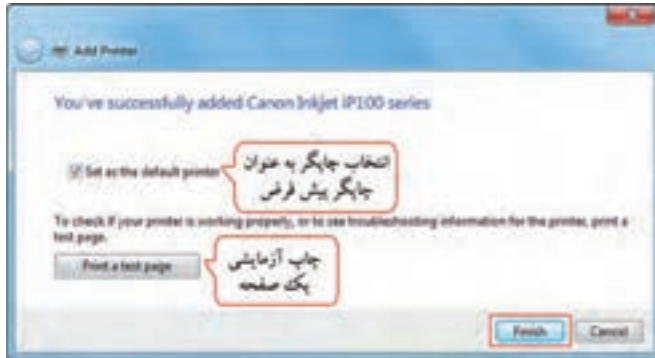 Add Printer
You've successfully added Canon Inkjet iP100 series
Set as the default printer
انتخاب چاپگر به عنوان
چاپگر پیش فرض
To check if your printer is working properly, or to see troubleshooting information for the printer, print a
test page.
Print a test page
چاپ آزمایشی
یک صفحه
Finish
Cancel